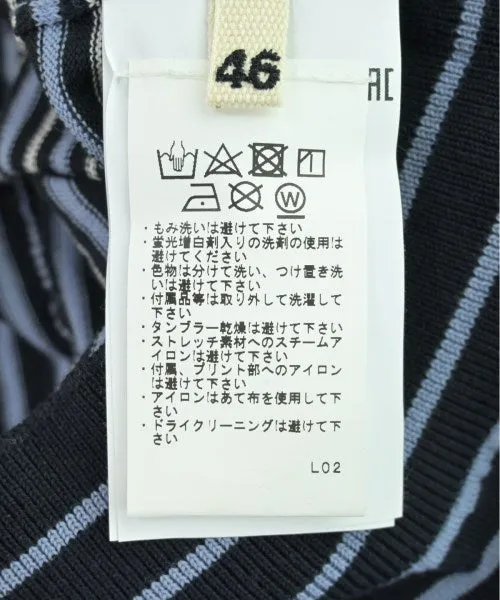 46
・もみ洗いは避けて下さい
・蛍光増白剤入りの洗剤の使用は
避けてください
・色物は分けて洗い、つけ置き洗
いは避けて下さい
・付属品等は取り外して洗濯して
下さい
・タンブラー乾燥は避けて下さい
・ストレッチ素材へのスチームア
イロンは避けて下さい
・付属、プリント部へのアイロン
は避けて下さい
・アイロンはあて布を使用して下
さい
・ドライクリーニングは避けて下
さい
L02